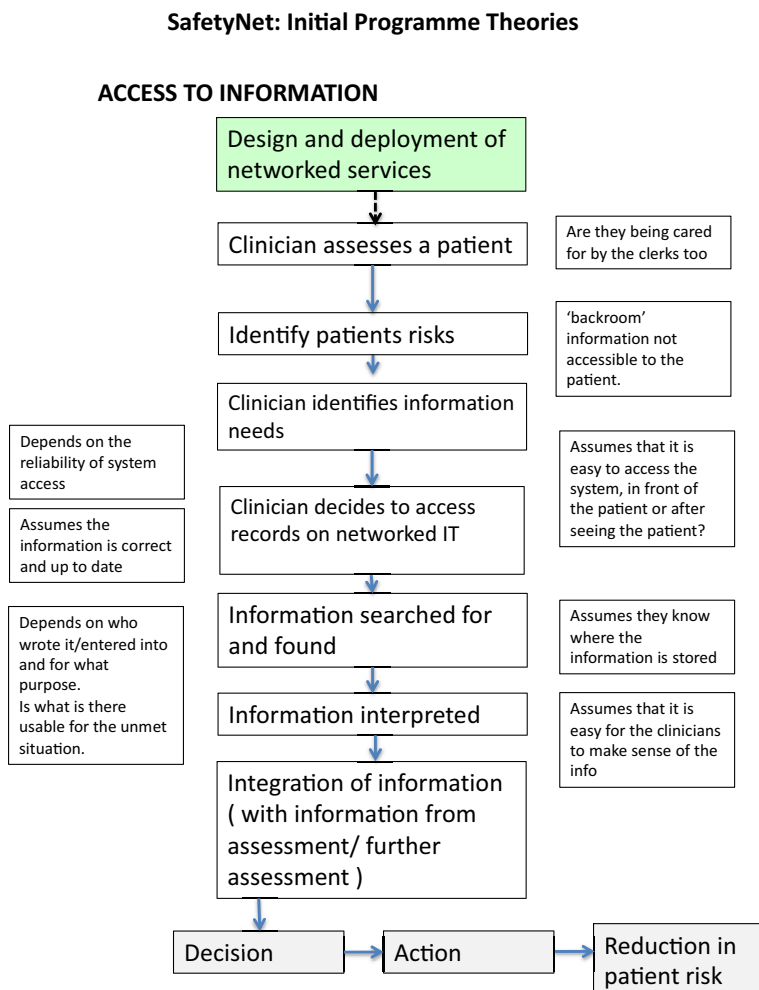 SafetyNet: Initial Programme Theories
ACCESS TO INFORMATION
Design and deployment of
networked services
Clinician assesses a patient
Are they being cared
for by the clerks too
Identify patients risks
‘backroom’
information not
accessible to the
patient.
Clinician identifies information
needs
Depends on the
reliability of system
access
Assumes that it is
easy to access the
system, in front of
the patient or after
seeing the patient?
Clinician decides to access
records on networked IT
Assumes the
information is correct
and up to date
Information searched for
and found
Depends on who
wrote it/entered into
and for what
purpose.
Is what is there
usable for the unmet
situation.
Assumes they know
where the
information is stored
Information interpreted
Assumes that it is
easy for the clinicians
to make sense of the
info
Integration of information
( with information from
assessment/ further
assessment )
Decision
Action
Reduction in
patient risk